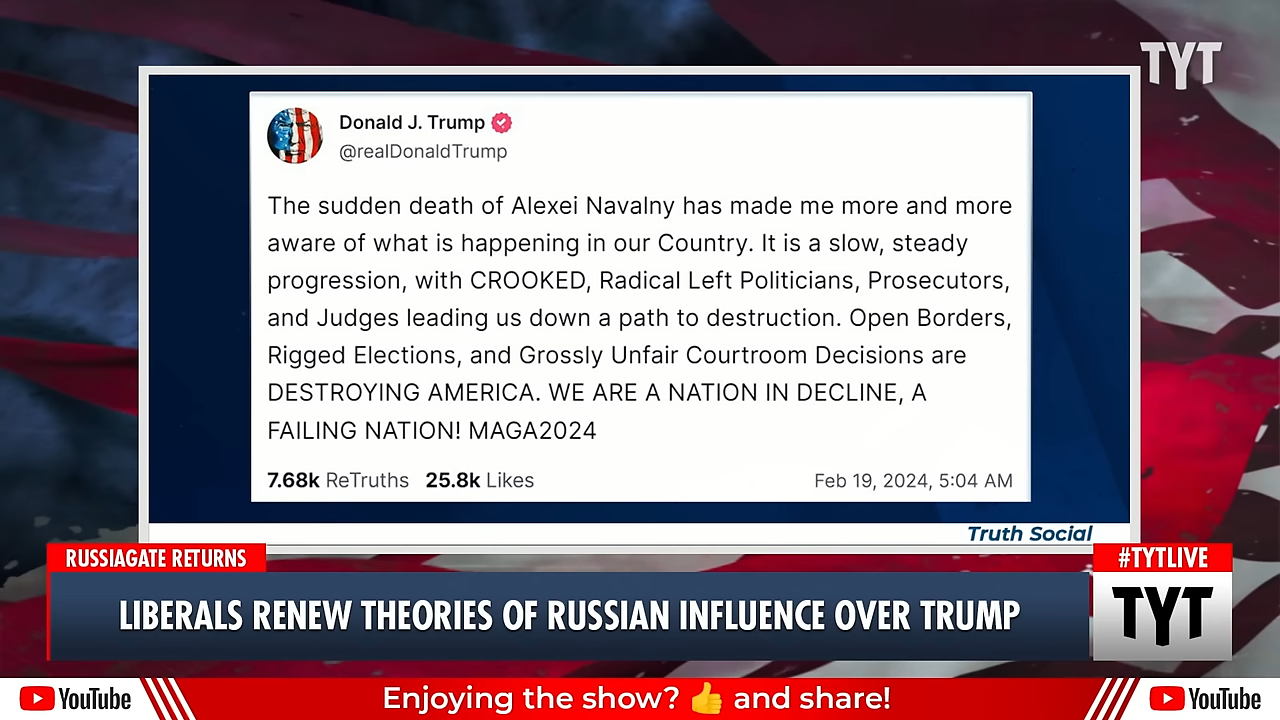 TYT
Donald J. Trump
@realDonaldTrump
The sudden death of Alexei Navalny has made me more and more
aware of what is happening in our Country. It is a slow, steady
progression, with CROOKED, Radical Left Politicians, Prosecutors,
and Judges leading us down a path to destruction. Open Borders,
Rigged Elections, and Grossly Unfair Courtroom Decisions are
DESTROYING AMERICA. WE ARE A NATION IN DECLINE, A
FAILING NATION! MAGA2024
7.68k ReTruths 25.8k Likes Feb 19, 2024, 5:04 AM
Truth Social
RUSSIAGATE RETURNS
#TYTLIVE
LIBERALS RENEW THEORIES OF RUSSIAN INFLUENCE OVER TRUMP
TYT
YouTube Enjoying the show? 👍 and share! YouTube